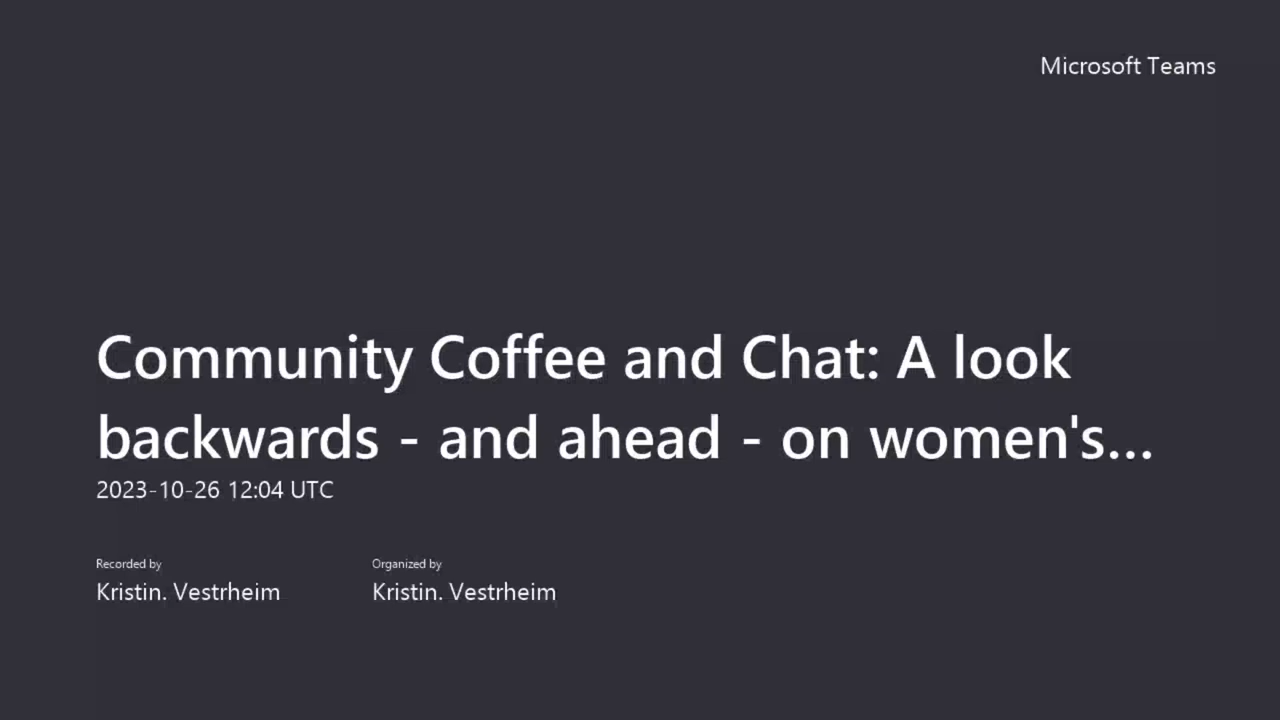 Microsoft Teams
Community Coffee and Chat: A look
backwards - and ahead - on women's...
2023-10-26 12:04 UTC
Recorded by
Kristin. Vestrheim
Organized by
Kristin. Vestrheim